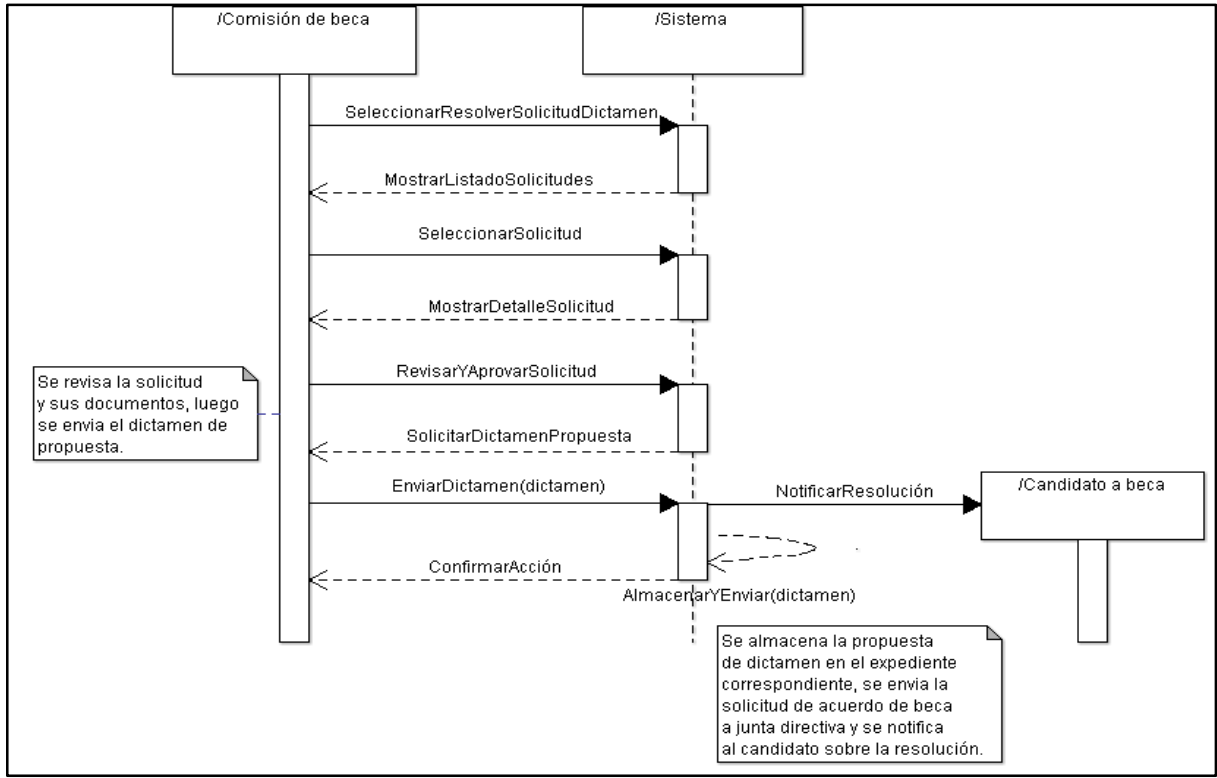 /Comisión de beca
/Sistema
SeleccionarResolverSolicitudDictamen
MostrarListadoSolicitudes
SeleccionarSolicitud
MostrarDetalleSolicitud
Se revisa la solicitud
y sus documentos, luego
se envia el dictamen de
propuesta.
RevisarYAprovarSolicitud
SolicitarDictamenPropuesta
EnviarDictamen(dictamen)
NotificarResolución
/Candidato a beca
ConfirmarAcción
AlmacenarYEnviar(dictamen)
Se almacena la propuesta
de dictamen en el expediente
correspondiente, se envia la
solicitud de acuerdo de beca
a junta directiva y se notifica
al candidato sobre la resolución.